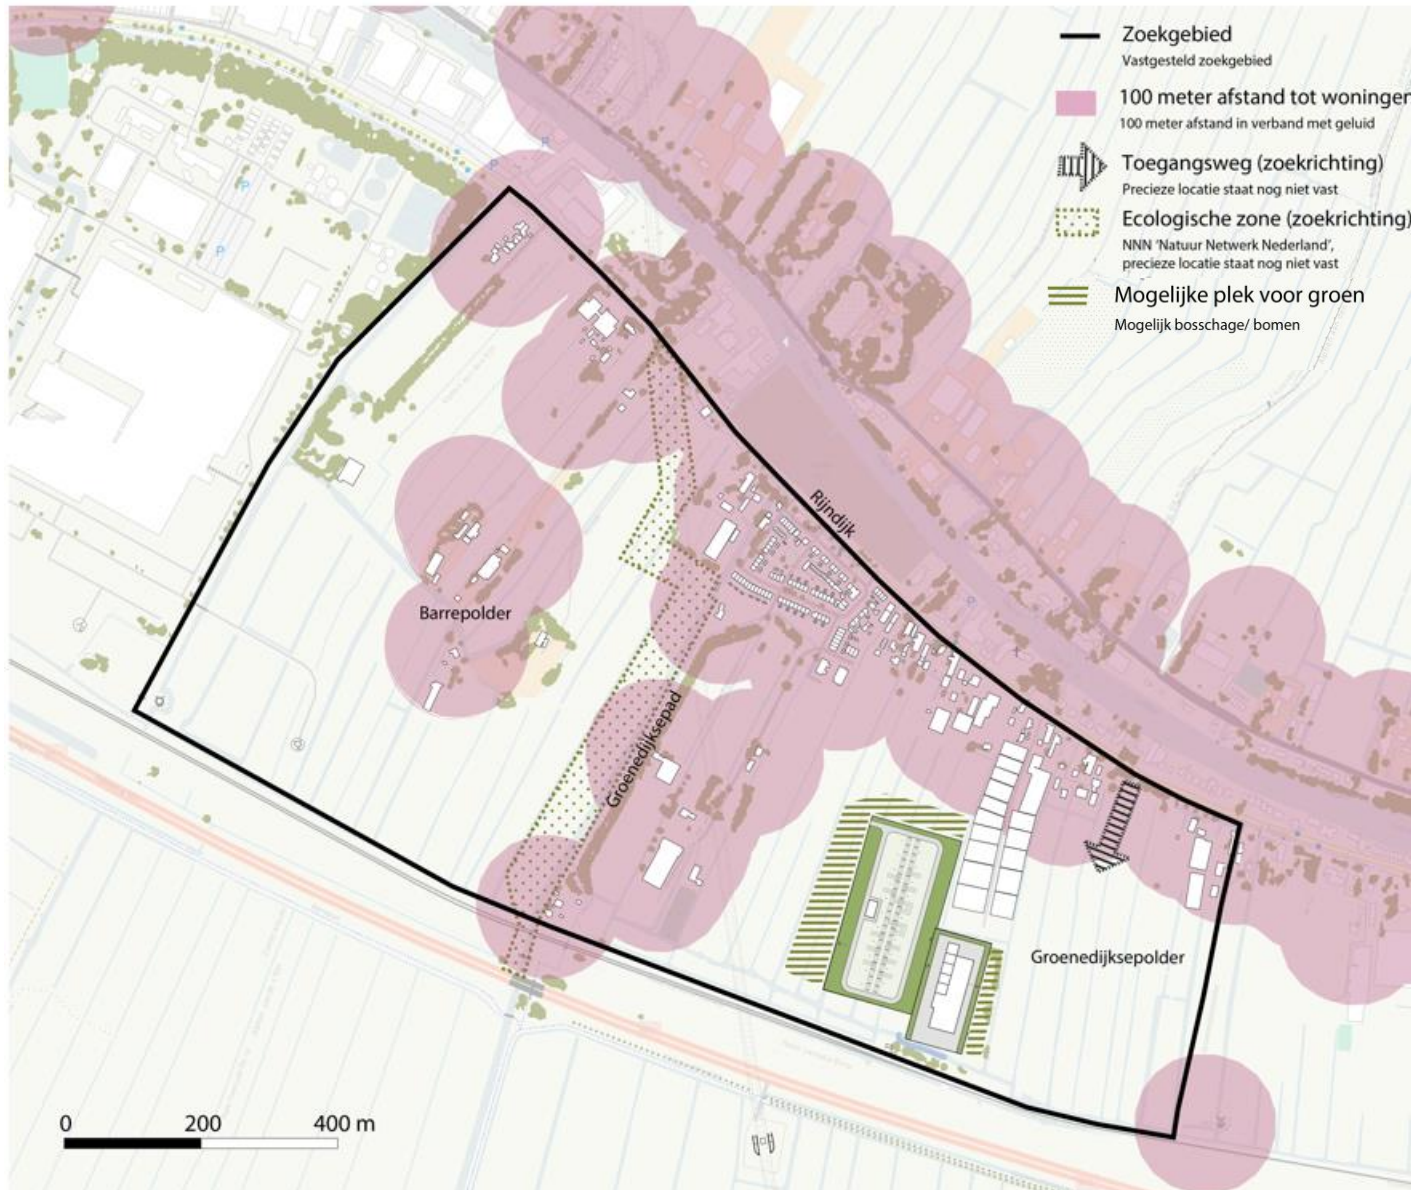 Zoekgebied
Vastgesteld zoekgebied
100 meter afstand tot woningen
100 meter afstand in verband met geluid
Toegangsweg (zoekrichting)
Precieze locatie staat nog niet vast
Ecologische zone (zoekrichting)
NNN ‘Natuur Netwerk Nederland’,
precieze locatie staat nog niet vast
Mogelijke plek voor groen
Mogelijk bosschage/ bomen
P
P
P
P
P
Rijndijk
Barrepolder
Groenedijksepad
Groenedijksepolder
0 200 400 m